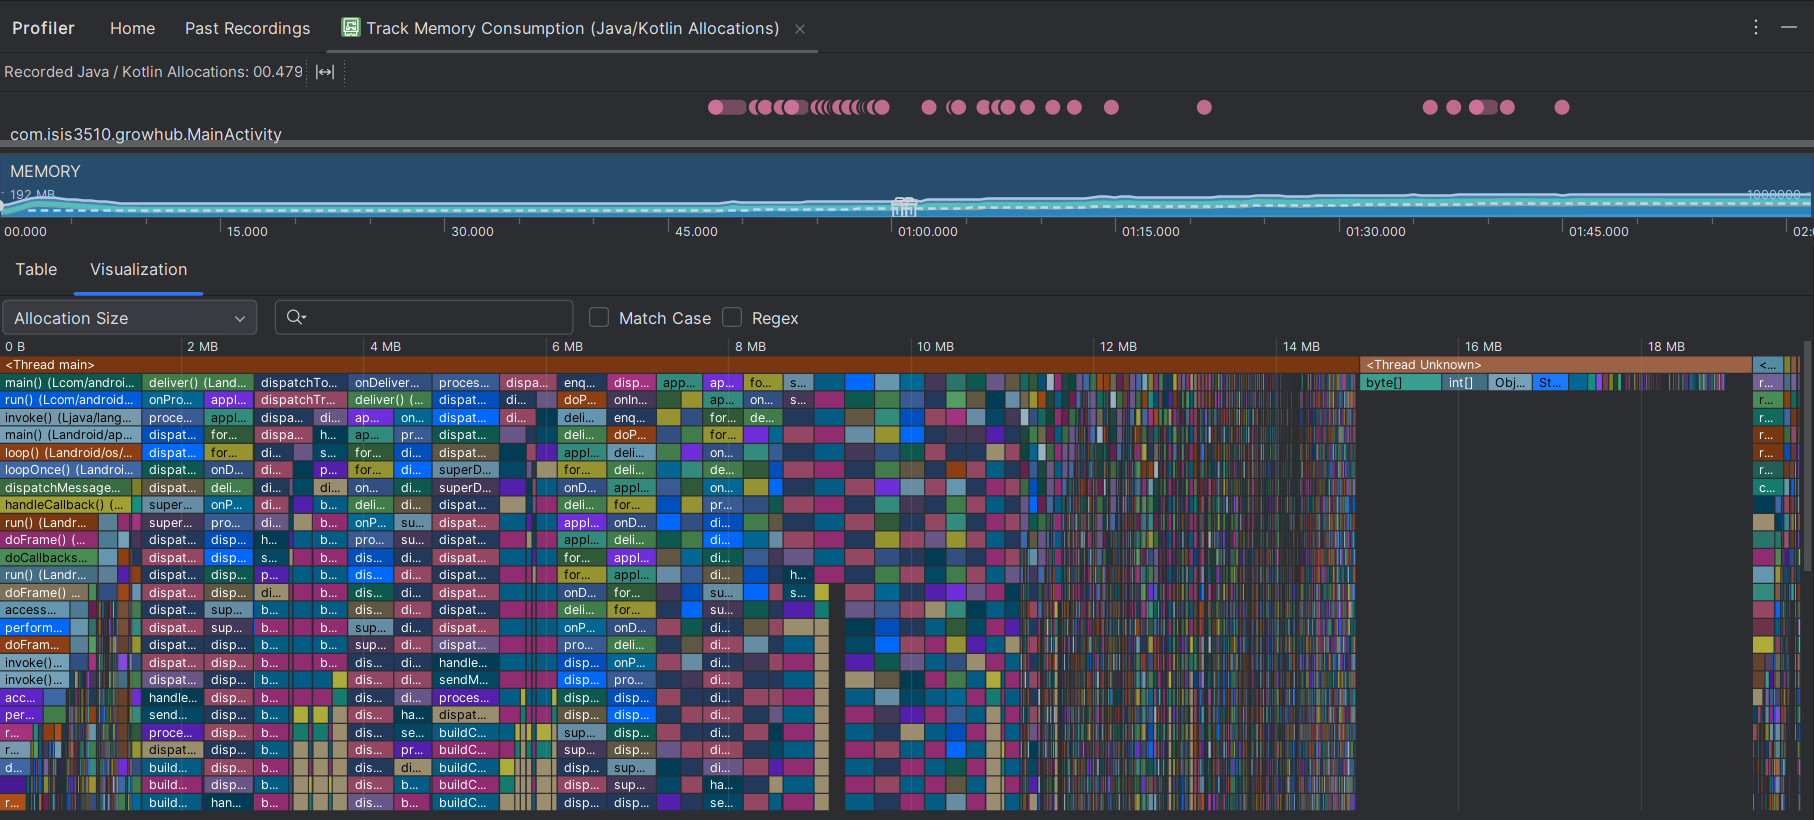 Profiler Home Past Recordings Track Memory Consumption (Java/Kotlin Allocations)
Recorded Java / Kotlin Allocations: 00.479
com.isis3510.growhub.MainActivity
MEMORY
192 MB 1000000
00.000 15.000 30.000 45.000 01:00.000 01:15.000 01:30.000 01:45.000 02:
Table Visualization
Allocation Size Match Case Regex
0 B 2 MB 4 MB 6 MB 8 MB 10 MB 12 MB 14 MB 16 MB 18 MB
<Thread main> <Thread Unknown> <...
main() (Lcom/androi... deliver() (Land... dispatchTo... onDeliver... proces... dispa... enq... disp... app... ap... fo... s... byte[] int[] Obj... St... r...
run() (Lcom/android... onPro... appl... dispatchTr... deliver() (... dispat... di... doP... onIn... ap... on... s... r...
invoke() (Ljava/lang... proce... appl... dispa... di... ap... on... dispat... di... deli... enq... for... de... r...
main() (Landroid/ap... dispat... for... dispa... h... ap... pr... dispat... deli... doP... for... r...
loop() (Landroid/os/... dispat... for... di... s... for... di... dispat... appl... deli... on... r...
loopOnce() (Landroi... dispat... onD... di... p... for... di... superD... for... deli... de... r...
dispatchMessage... dispat... deli... di... di... on... di... superD... onD... appl... on... c...
handleCallback() (... super... onP... di... b... deli... di... dispat... deli... for... pr...
run() (Landr... super... pro... di... b... onP... su... dispat... appl... onD... di...
doFrame() (... dispat... disp... h... b... pro... su... dispat... appl... deli... di...
doCallbacks... dispat... disp... s... b... dis... di... dispat... for... appl... di...
run() (Landr... dispat... disp... p... b... dis... di... dispat... for... appl... di... h...
doFrame() ... dispat... disp... di... b... dis... di... dispat... onD... for... su... s...
access... dispat... sup... b... b... dis... di... dispat... deli... for... su...
perform... dispat... sup... b... b... sup... di... dispat... onP... onD... di...
doFram... dispat... disp... b... b... sup... di... dispat... pro... deli... di...
invoke()... dispat... disp... b... b... dis... di... handle... disp... onP... di...
invoke()... dispat... disp... b... dis... di... sendM... disp... pro... di...
acc... handle... disp... b... dis... di... proces... disp... disp... di...
per... send... disp... b... dis... ha... dispat... disp... disp... di...
r... proce... disp... b... dis... se... buildC... sup... disp... di...
r... dispat... disp... b... dis... pr... buildC... sup... disp... di...
d... build... disp... b... dis... di... buildC... disp... sup... di...
build... disp... b... dis... b... buildC... disp... sup... ha...
r... build... han... b... dis... b... buildC... disp... disp... se...